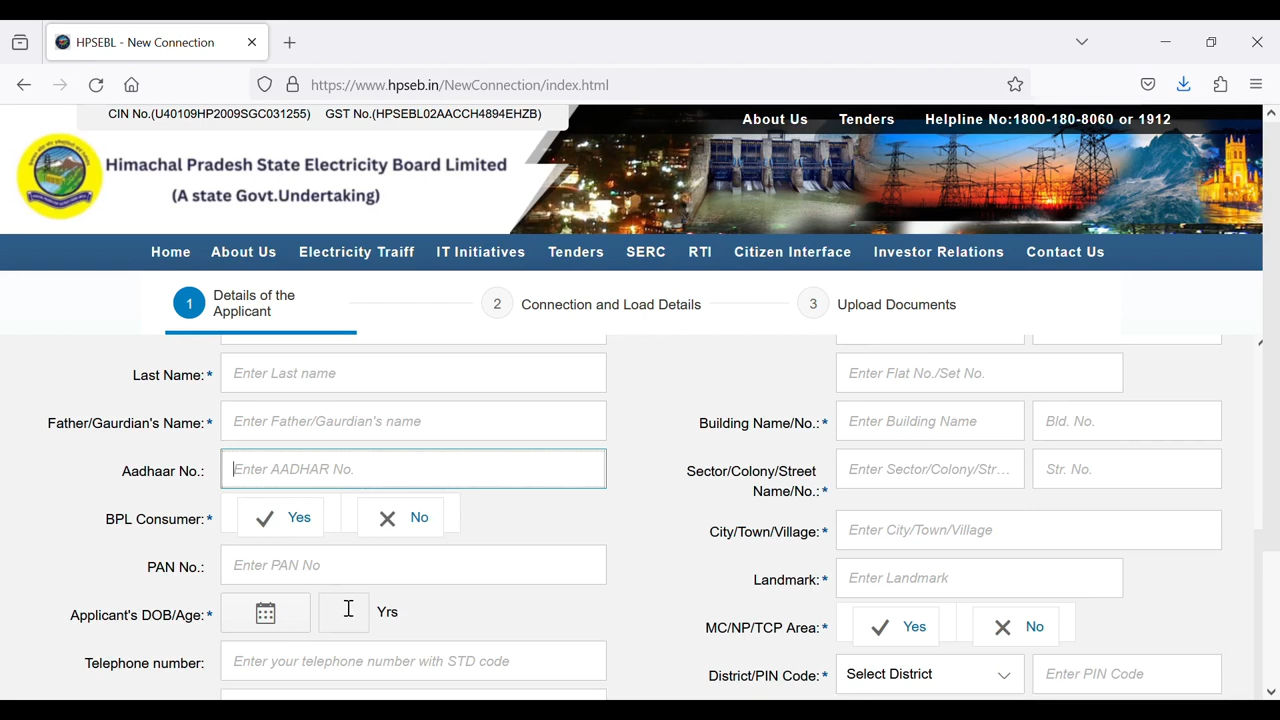 HPSEBL - New Connection
https://www.hpseb.in/NewConnection/index.html
CIN No.(U40109HP2009SGC031255) GST No.(HPSEBL02AACCH4894EHZB)
About Us Tenders Helpline No:1800-180-8060 or 1912
Himachal Pradesh State Electricity Board Limited
(A state Govt.Undertaking)
Home About Us Electricity Traiff IT Initiatives Tenders SERC RTI Citizen Interface Investor Relations Contact Us
1 Details of the
Applicant
2 Connection and Load Details
3 Upload Documents
Last Name:* Enter Last name
Father/Gaurdian's Name:* Enter Father/Gaurdian's name
Aadhaar No.: Enter AADHAR No.
BPL Consumer:* Yes No
PAN No.: Enter PAN No
Applicant's DOB/Age:* Yrs
Telephone number: Enter your telephone number with STD code
Enter Flat No./Set No.
Building Name/No.:* Enter Building Name Bld. No.
Sector/Colony/Street
Name/No.:* Enter Sector/Colony/Str... Str. No.
City/Town/Village:* Enter City/Town/Village
Landmark:* Enter Landmark
MC/NP/TCP Area:* Yes No
District/PIN Code:* Select District Enter PIN Code